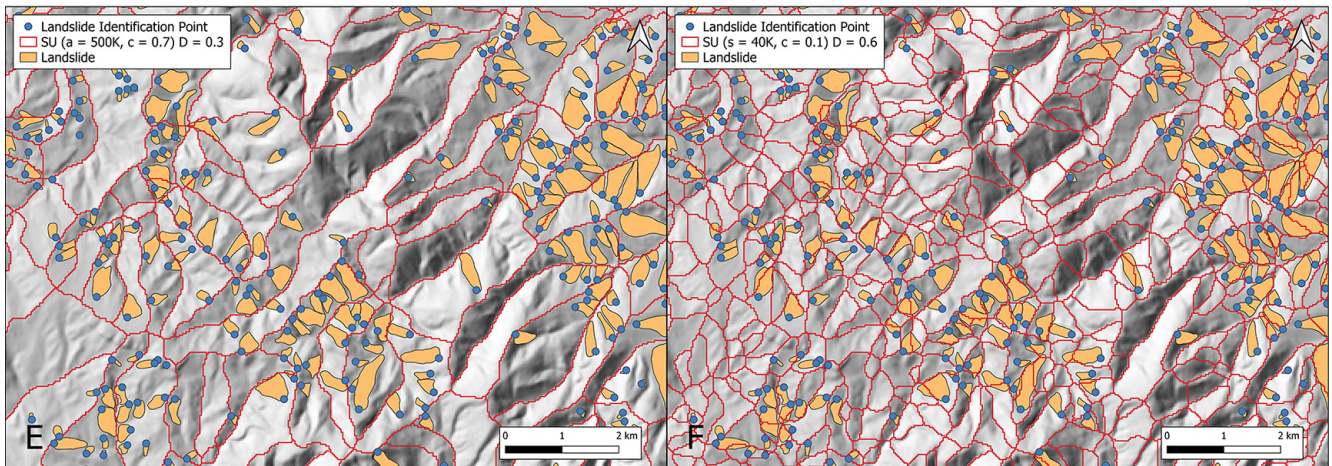 Landslide Identification Point
SU (a = 500K, c = 0.7) D = 0.3
Landslide
E
0 1 2 km
Landslide Identification Point
SU (s = 40K, c = 0.1) D = 0.6
Landslide
F
0 1 2 km